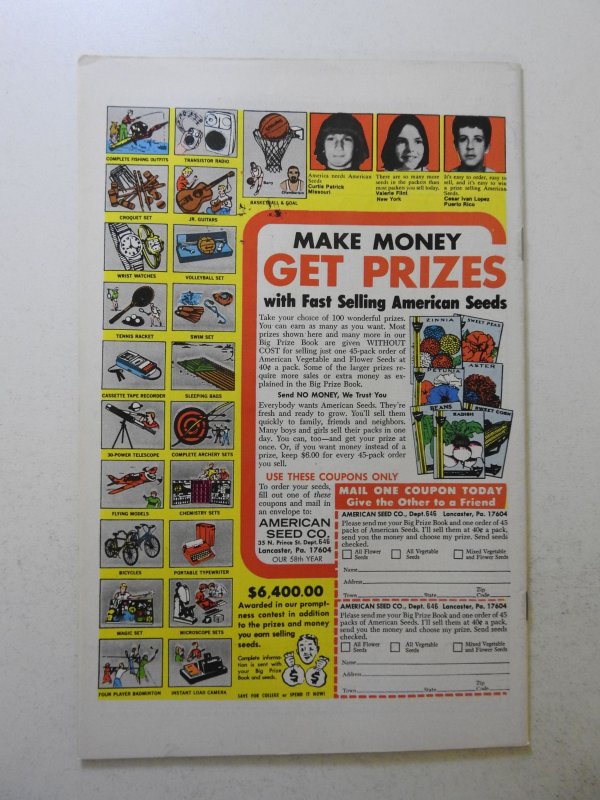 COMPLETE FISHING OUTFITS
TRANSISTOR RADIO
CROQUET SET
JR. GUITARS
BASKETBALL & GOAL
WRIST WATCHES
VOLLEYBALL SET
TENNIS RACKET
SWIM SET
CASSETTE TAPE RECORDER
SLEEPING BAGS
30-POWER TELESCOPE
COMPLETE ARCHERY SETS
FLYING MODELS
CHEMISTRY SETS
BICYCLES
PORTABLE TYPEWRITER
MAGIC SET
MICROSCOPE SETS
FOUR PLAYER BADMINTON
INSTANT LOAD CAMERA
Barry
Chamberlain
America needs American
Seeds
Curtis Patrick
Missouri
There are so many more
seeds in the packets than
most packets you sell today.
Valerie Flint
New York
It's easy to order, easy to
sell, and it's easy to win
a prize selling American
Seeds.
Cesar Ivan Lopez
Puerto Rico
MAKE MONEY
GET PRIZES
with Fast Selling American Seeds
Take your choice of 100 wonderful prizes.
You can earn as many as you want. Most
prizes shown here and many more in our
Big Prize Book are given WITHOUT
COST for selling just one 45-pack order of
American Vegetable and Flower Seeds at
40¢ a pack. Some of the larger prizes re-
quire more sales or extra money as ex-
plained in the Big Prize Book.
Send NO MONEY, We Trust You
Everybody wants American Seeds. They're
fresh and ready to grow. You'll sell them
quickly to family, friends and neighbors.
Many boys and girls sell their packs in one
day. You can, too—and get your prize at
once. Or, if you want money instead of a
prize, keep $6.00 for every 45-pack order
you sell.
ZINNIA
SWEET PEAS
PETUNIA
ASTER
BEANS
RADISH
SWEET CORN
USE THESE COUPONS ONLY
To order your seeds,
fill out one of these
coupons and mail in
an envelope to:
AMERICAN
SEED CO.
35 N. Prince St. Dept. 646
Lancaster, Pa. 17604
OUR 58th YEAR
MAIL ONE COUPON TODAY
Give the Other to a Friend
AMERICAN SEED CO., Dept. 646 Lancaster, Pa. 17604
Please send me your Big Prize Book and one order of 45
packs of American Seeds. I'll sell them at 40¢ a pack,
send you the money and choose my prize. Send seeds
checked.
All Flower
Seeds
All Vegetable
Seeds
Mixed Vegetable
and Flower Seeds
Name
Address
Town State Zip Code
AMERICAN SEED CO., Dept. 646 Lancaster, Pa. 17604
Please send me your Big Prize Book and one order of 45
packs of American Seeds. I'll sell them at 40¢ a pack,
send you the money and choose my prize. Send seeds
checked.
All Flower
Seeds
All Vegetable
Seeds
Mixed Vegetable
and Flower Seeds
Name
Address
Town State Zip Code
$6,400.00
Awarded in our prompt-
ness contest in addition
to the prizes and money
you earn selling
seeds.
Complete informa-
tion is sent with
your Big Prize
Book and seeds.
$ $
SAVE FOR COLLEGE or SPEND IT NOW!